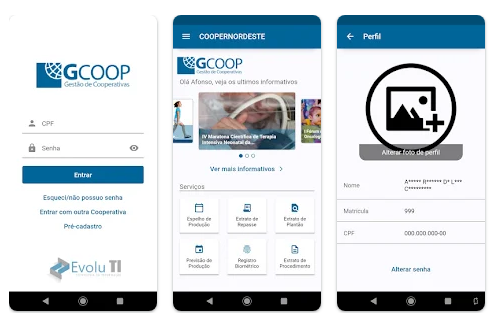 GCOOP
Gestão de Cooperativas
CPF
Senha
Entrar
Esqueci/não possuo senha
Entrar com outra Cooperativa
Pré-cadastro
Evolu TI
COOPERNORDESTE
GCOOP
Gestão de Cooperativas
Olá Afonso, veja os ultimos informativos
IV Maratona Científica de Terapia
Intensiva Neonatal da...
Ver mais Informativos
Serviços
Espelho de
Produção
Extrato de
Repasse
Extrato de
Plantão
Previsão de
Produção
Registro
Biométrico
Extrato de
Procedimento
Perfil
Alterar foto de perfil
Nome
A***** R****** D* L***
C*********
Matrícula
999
CPF
000.000.000-00
Alterar senha